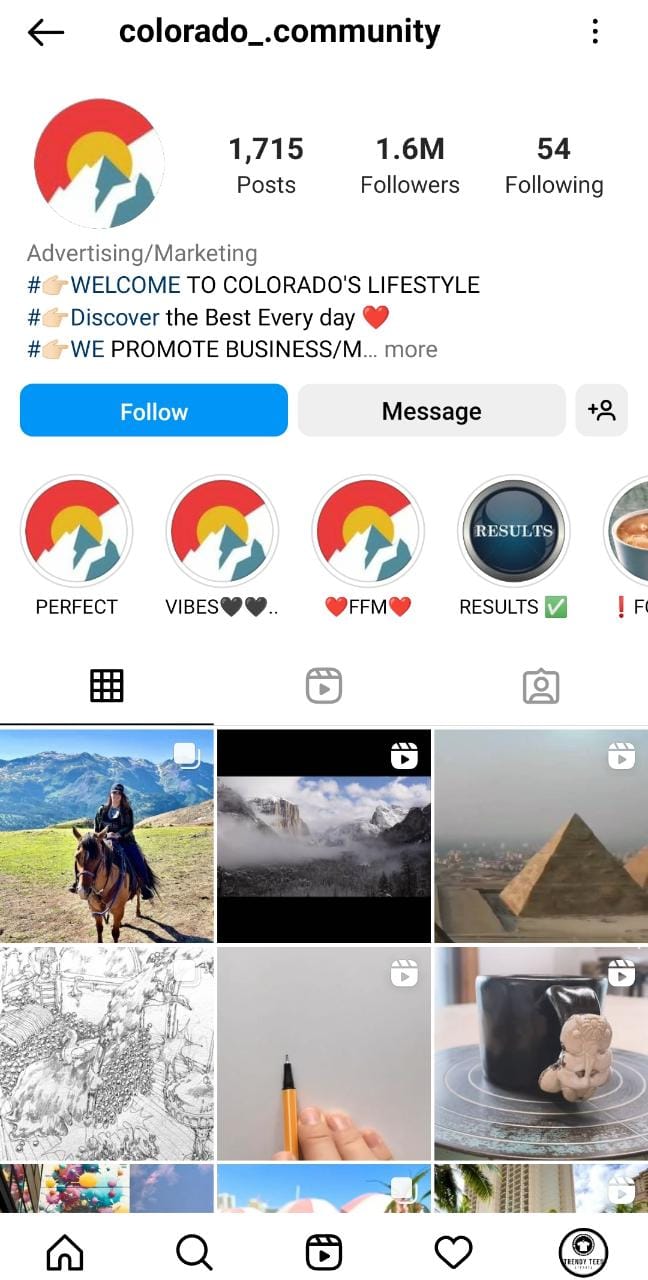 colorado_.community
1,715
1.6M
54
Posts
Followers
Following
Advertising/Marketing
#👉🏻WELCOME TO COLORADO'S LIFESTYLE
#👉🏻Discover the Best Every day ❤️
#👉🏻WE PROMOTE BUSINESS/M... more
Follow
Message
RESULTS
PERFECT
VIBES🖤🖤..
❤️FFM❤️
RESULTS ✅
❗FO
TRENDY TEES